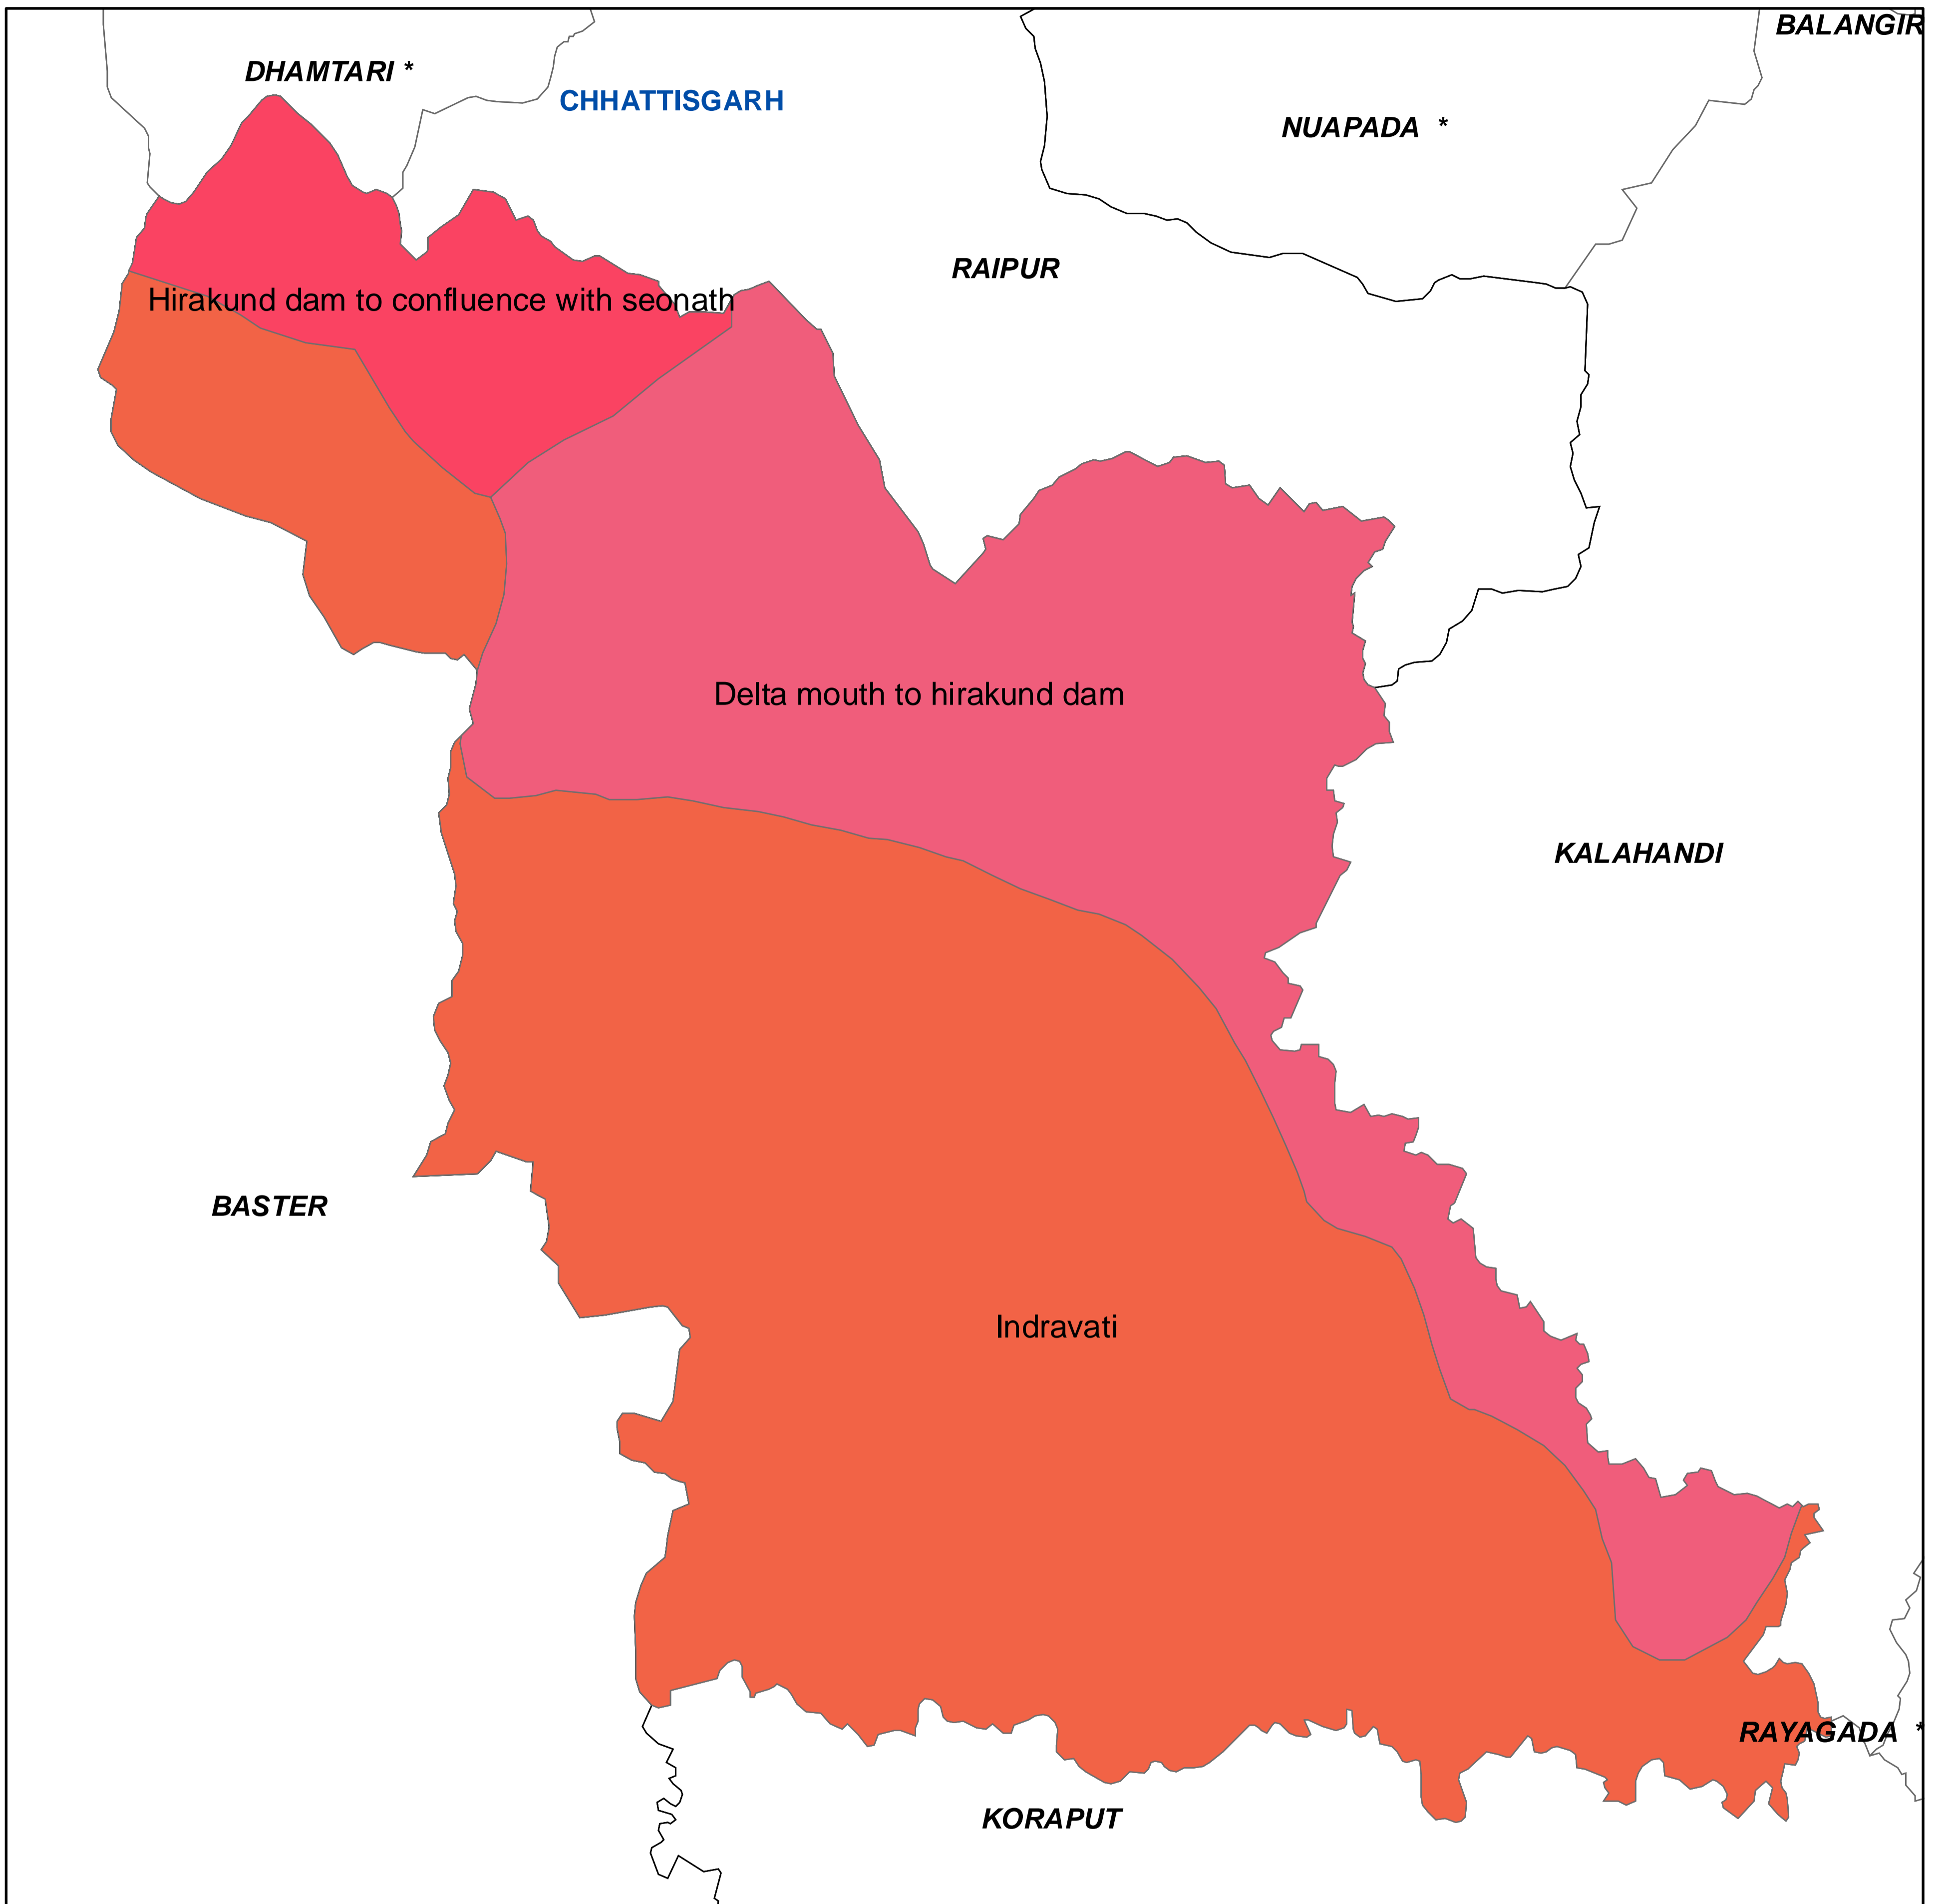 BALANGIR
DHAMTARI *
CHHATTISGARH
NUAPADA *
RAIPUR
Hirakund dam to confluence with seonath
Delta mouth to hirakund dam
KALAHANDI
BASTER
Indravati
RAYAGADA *
KORAPUT